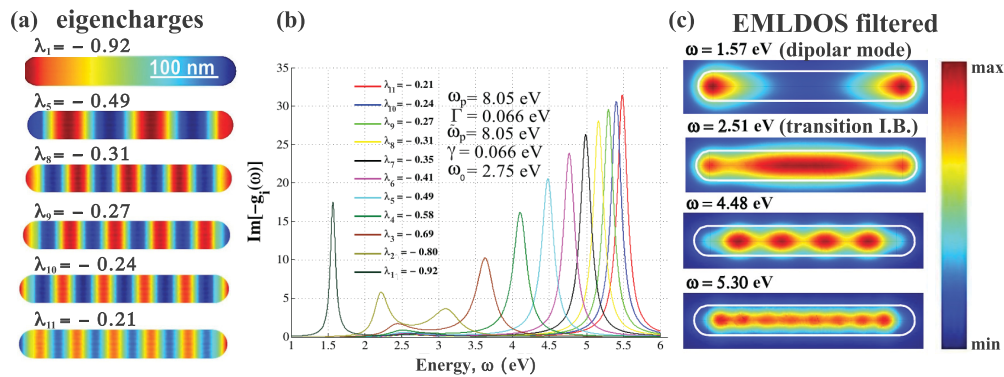 (a) eigencharges
λ₁= – 0.92
100 nm
λ₅= – 0.49
λ₈= – 0.31
λ₉= – 0.27
λ₁₀= – 0.24
λ₁₁= – 0.21
(b)
Im[-gᵢ(ω)]
35
30
25
20
15
10
5
0
λ₁₁ = – 0.21
λ₁₀ = – 0.24
λ₉ = – 0.27
λ₈ = – 0.31
λ₇ = – 0.35
λ₆ = – 0.41
λ₅ = – 0.49
λ₄ = – 0.58
λ₃ = – 0.69
λ₂ = – 0.80
λ₁ = – 0.92
ωₚ= 8.05 eV
Γ = 0.066 eV
ω̃ₚ= 8.05 eV
γ = 0.066 eV
ω₀ = 2.75 eV
1 1.5 2 2.5 3 3.5 4 4.5 5 5.5 6
Energy, ω (eV)
(c) EMLDOS filtered
ω = 1.57 eV (dipolar mode)
ω = 2.51 eV (transition I.B.)
ω = 4.48 eV
ω = 5.30 eV
max
min